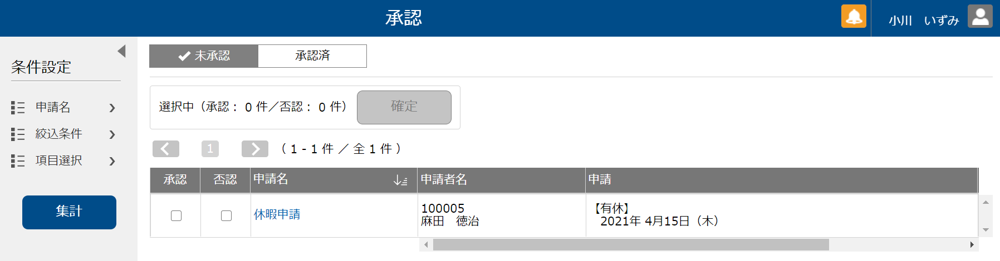 承認
小川　いずみ
条件設定
申請名
絞込条件
項目選択
集計
未承認
承認済
選択中（承認： 0 件／否認： 0 件）
確定
1
（ 1 - 1 件 ／ 全 1 件 ）
承認 否認 申請名 申請者名 申請
休暇申請
100005
麻田　徳治
【有休】
2021年 4月15日（木）